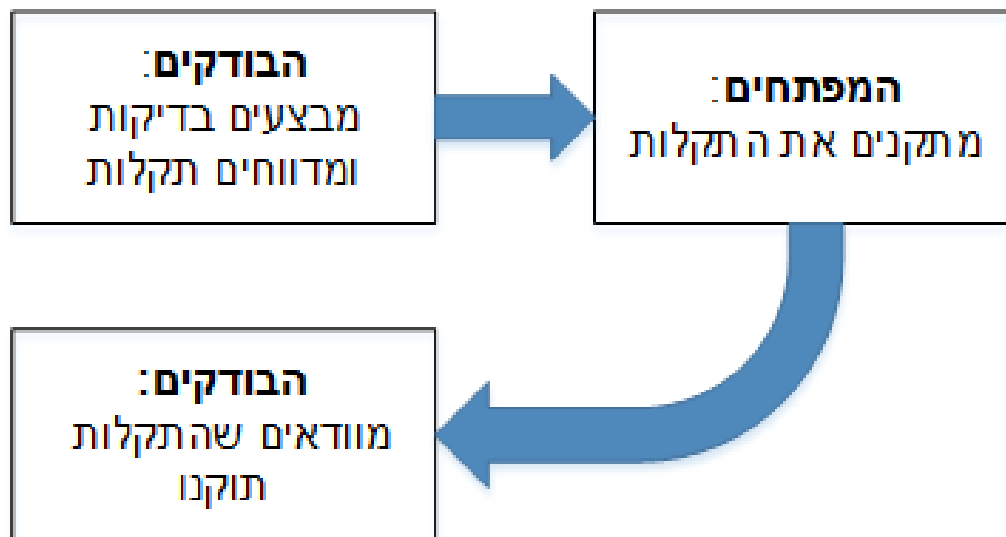 הבודקים:
מבצעים בדיקות
ומדווחים תקלות
המפתחים:
מתקנים את התקלות
הבודקים:
מוודאים שהתקלות
תוקנו